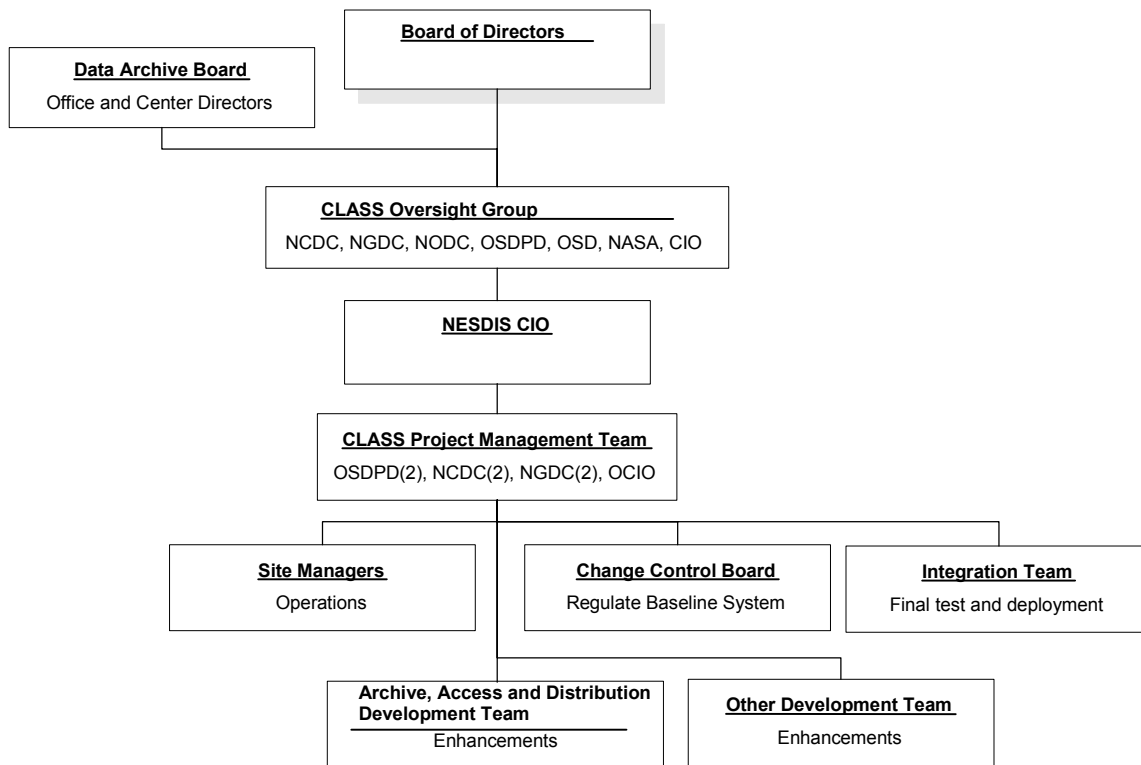 Board of Directors
Data Archive Board
Office and Center Directors
CLASS Oversight Group
NCDC, NGDC, NODC, OSDPD, OSD, NASA, CIO
NESDIS CIO
CLASS Project Management Team
OSDPD(2), NCDC(2), NGDC(2), OCIO
Site Managers
Operations
Change Control Board
Regulate Baseline System
Integration Team
Final test and deployment
Archive, Access and Distribution
Development Team
Enhancements
Other Development Team
Enhancements